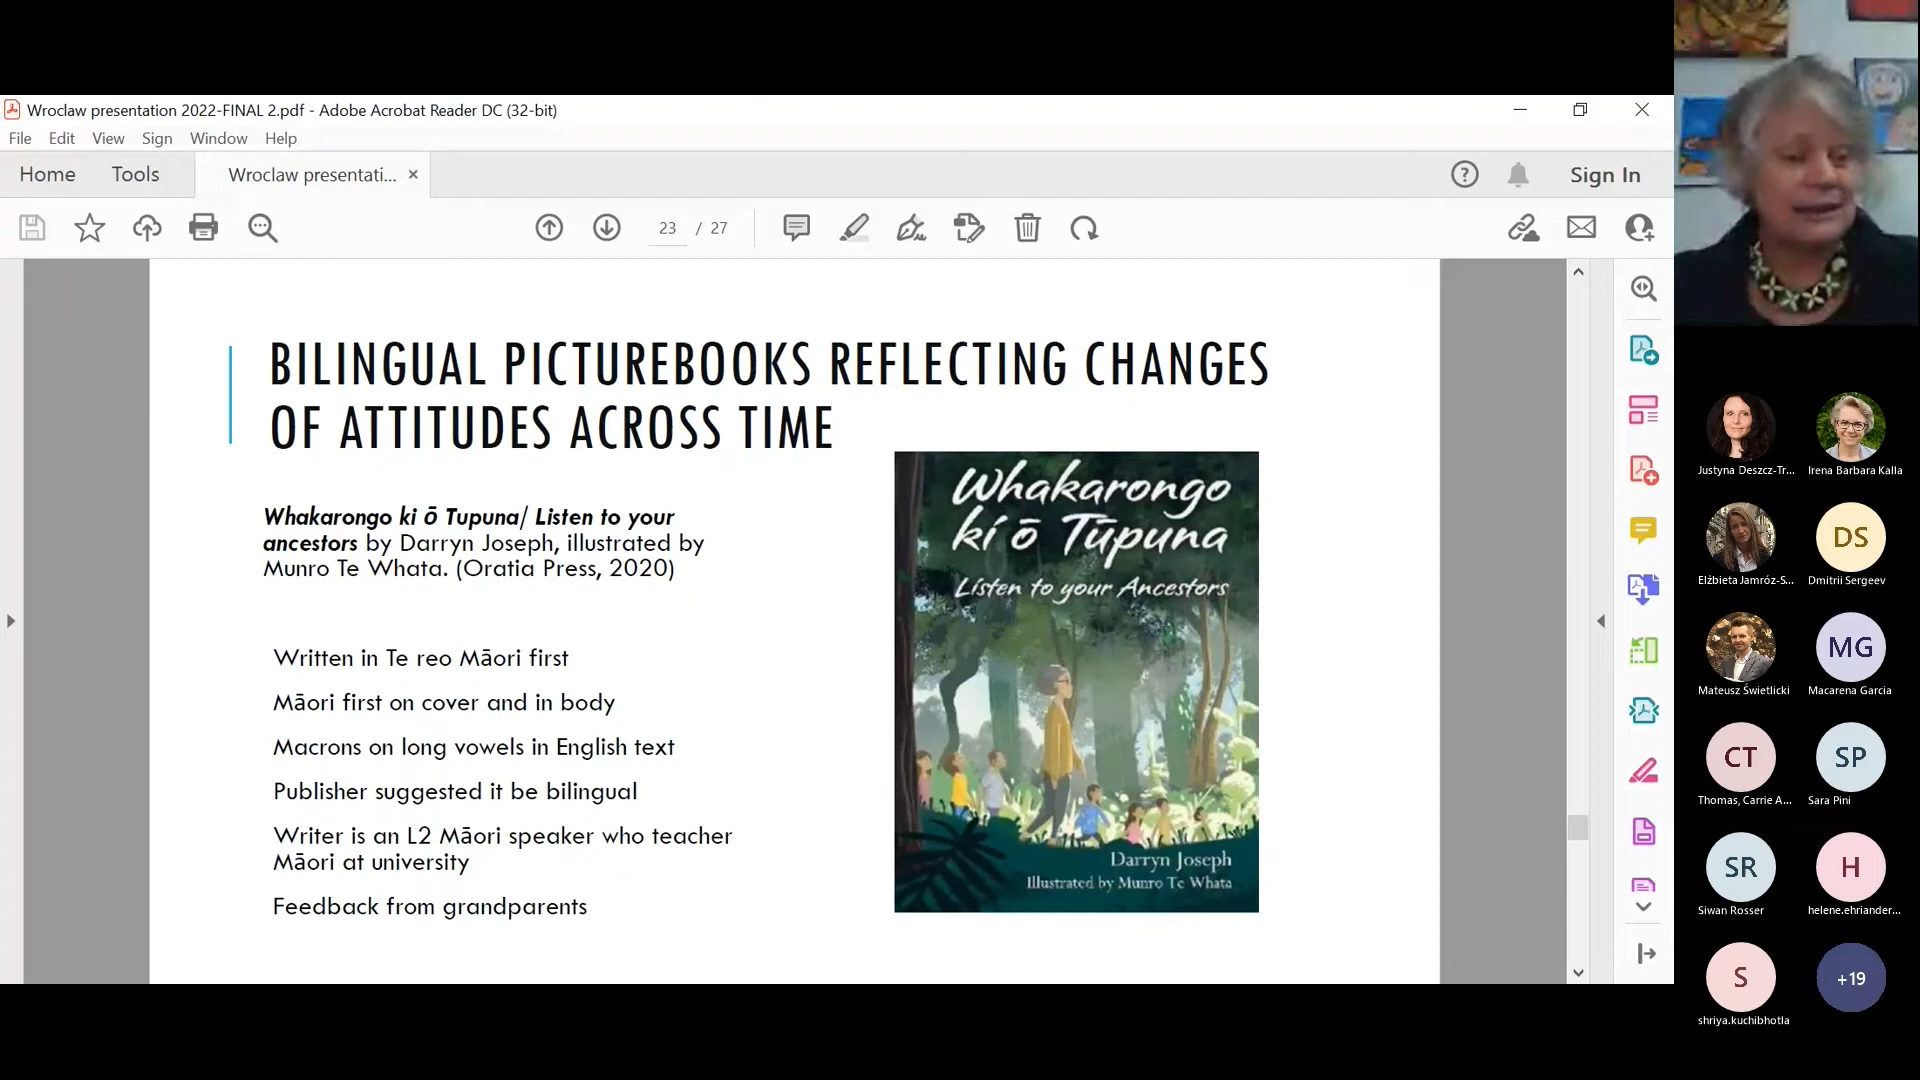 Wroclaw presentation 2022-FINAL 2.pdf - Adobe Acrobat Reader DC (32-bit)
File Edit View Sign Window Help
Home Tools Wroclaw presentati... × Sign In
23 / 27
BILINGUAL PICTUREBOOKS REFLECTING CHANGES
OF ATTITUDES ACROSS TIME
Whakarongo ki ō Tupuna/ Listen to your
ancestors by Darryn Joseph, illustrated by
Munro Te Whata. (Oratia Press, 2020)
Written in Te reo Māori first
Māori first on cover and in body
Macrons on long vowels in English text
Publisher suggested it be bilingual
Writer is an L2 Māori speaker who teacher
Māori at university
Feedback from grandparents
Whakarongo
ki ō Tūpuna
Listen to your Ancestors
Darryn Joseph
Illustrated by Munro Te Whata
Justyna Deszcz-Tr...
Irena Barbara Kalla
Elżbieta Jamróz-S...
DS
Dmitrii Sergeev
Mateusz Świetlicki
MG
Macarena Garcia
CT
Thomas, Carrie A...
SP
Sara Pini
SR
Siwan Rosser
H
helene.ehriander...
S
shriya.kuchibhotla
+19